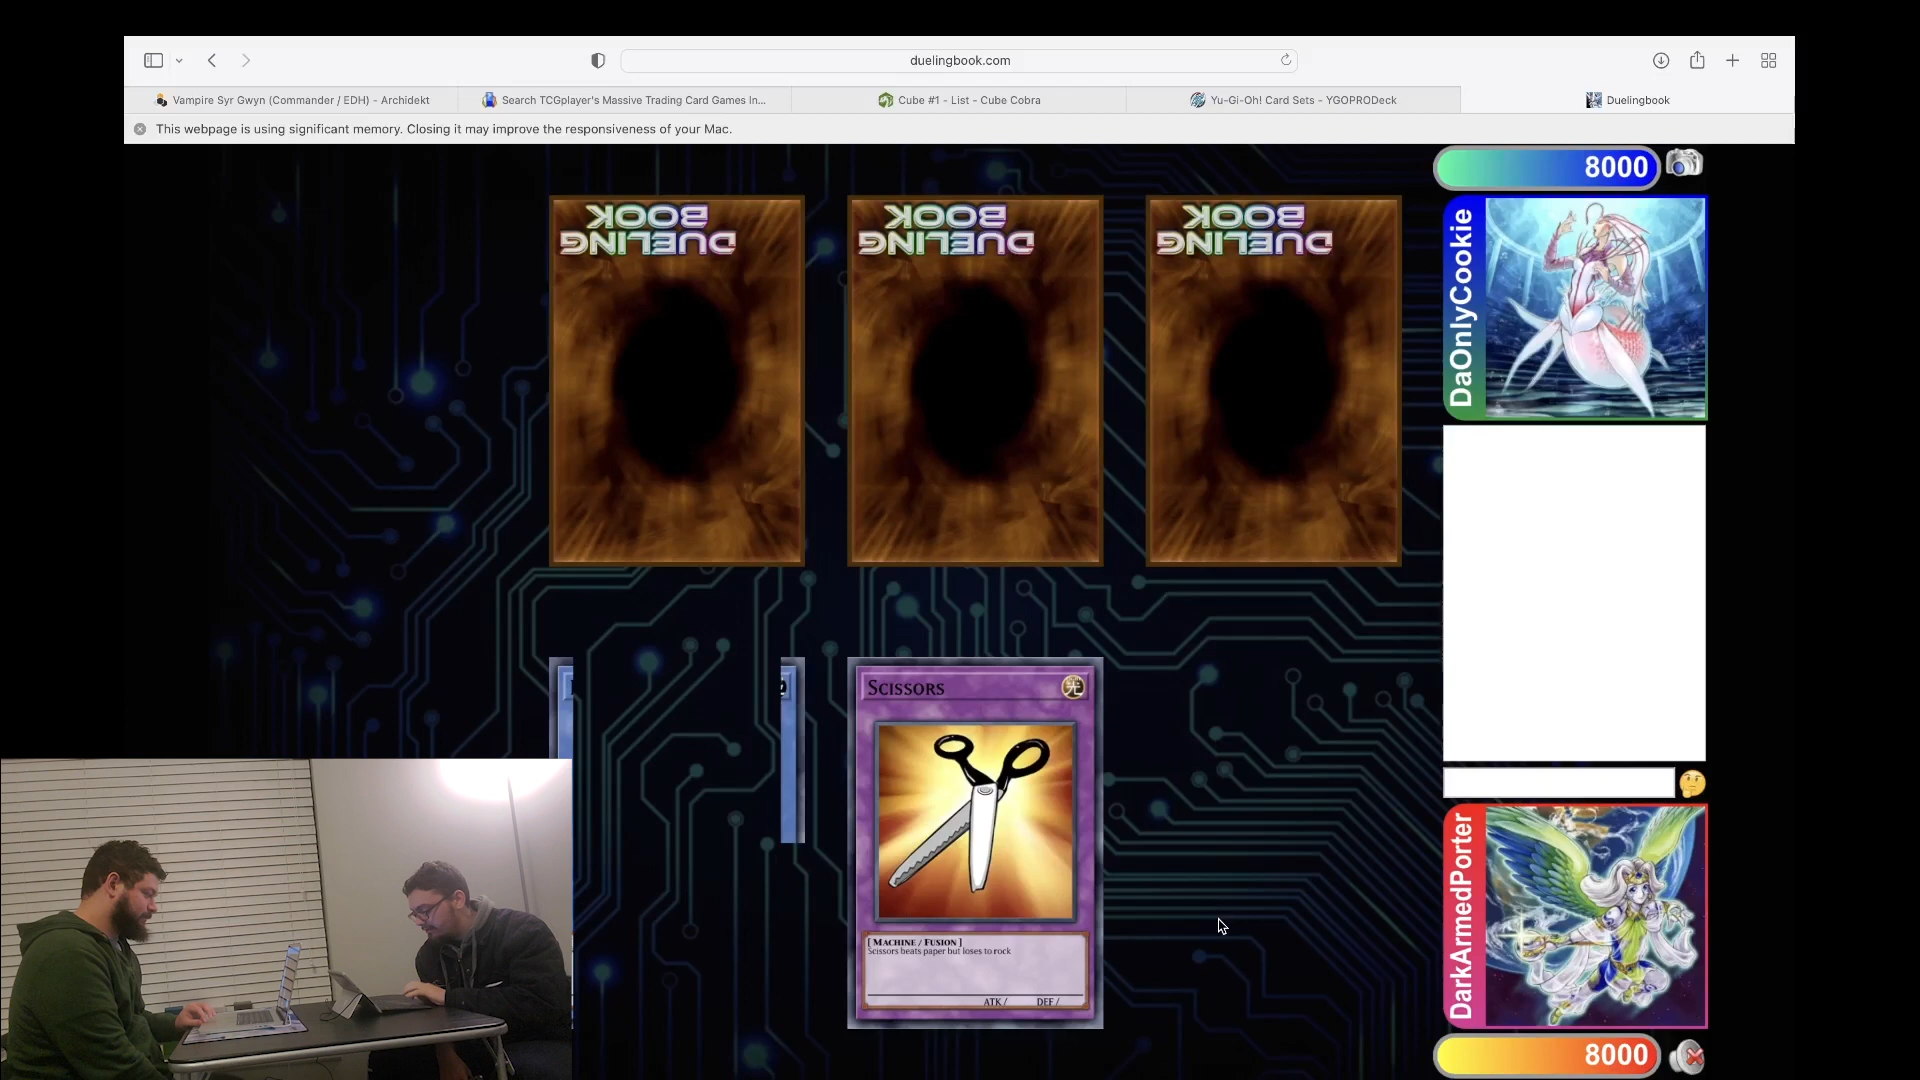 duelingbook.com
Vampire Syr Gwyn (Commander / EDH) - Archidekt
Search TCGplayer's Massive Trading Card Games In...
Cube #1 - List - Cube Cobra
Yu-Gi-Oh! Card Sets - YGOPRODeck
Duelingbook
This webpage is using significant memory. Closing it may improve the responsiveness of your Mac.
8000
DUELING
BOOK
DUELING
BOOK
DUELING
BOOK
DaOnlyCookie
Scissors
光
[ Machine / Fusion ]
Scissors beats paper but loses to rock
ATK / DEF /
DarkArmedPorter
8000